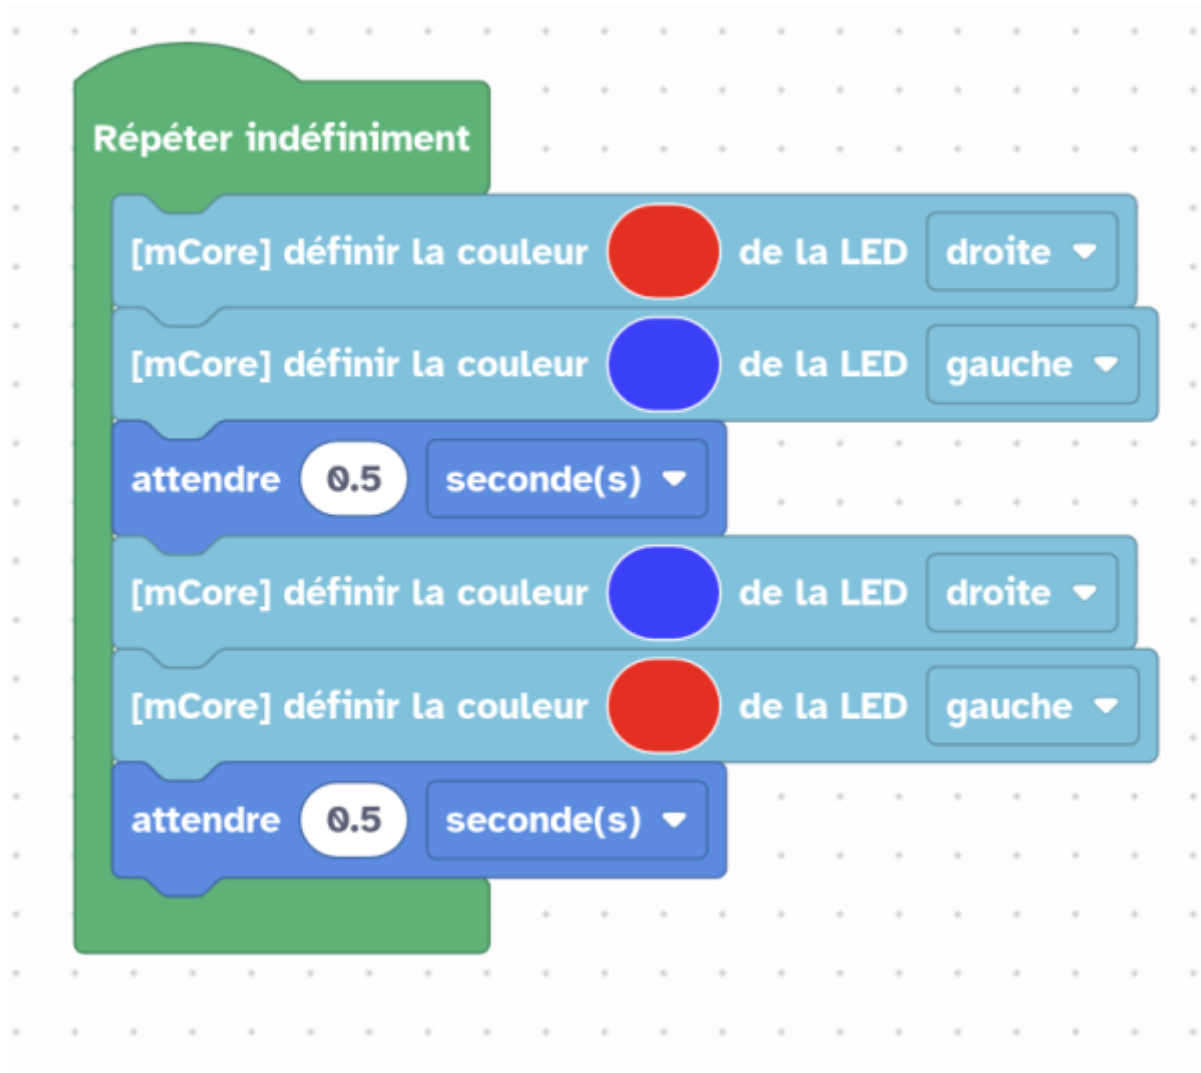 Répéter indéfiniment
[mCore] définir la couleur de la LED droite
[mCore] définir la couleur de la LED gauche
attendre 0.5 seconde(s)
[mCore] définir la couleur de la LED droite
[mCore] définir la couleur de la LED gauche
attendre 0.5 seconde(s)